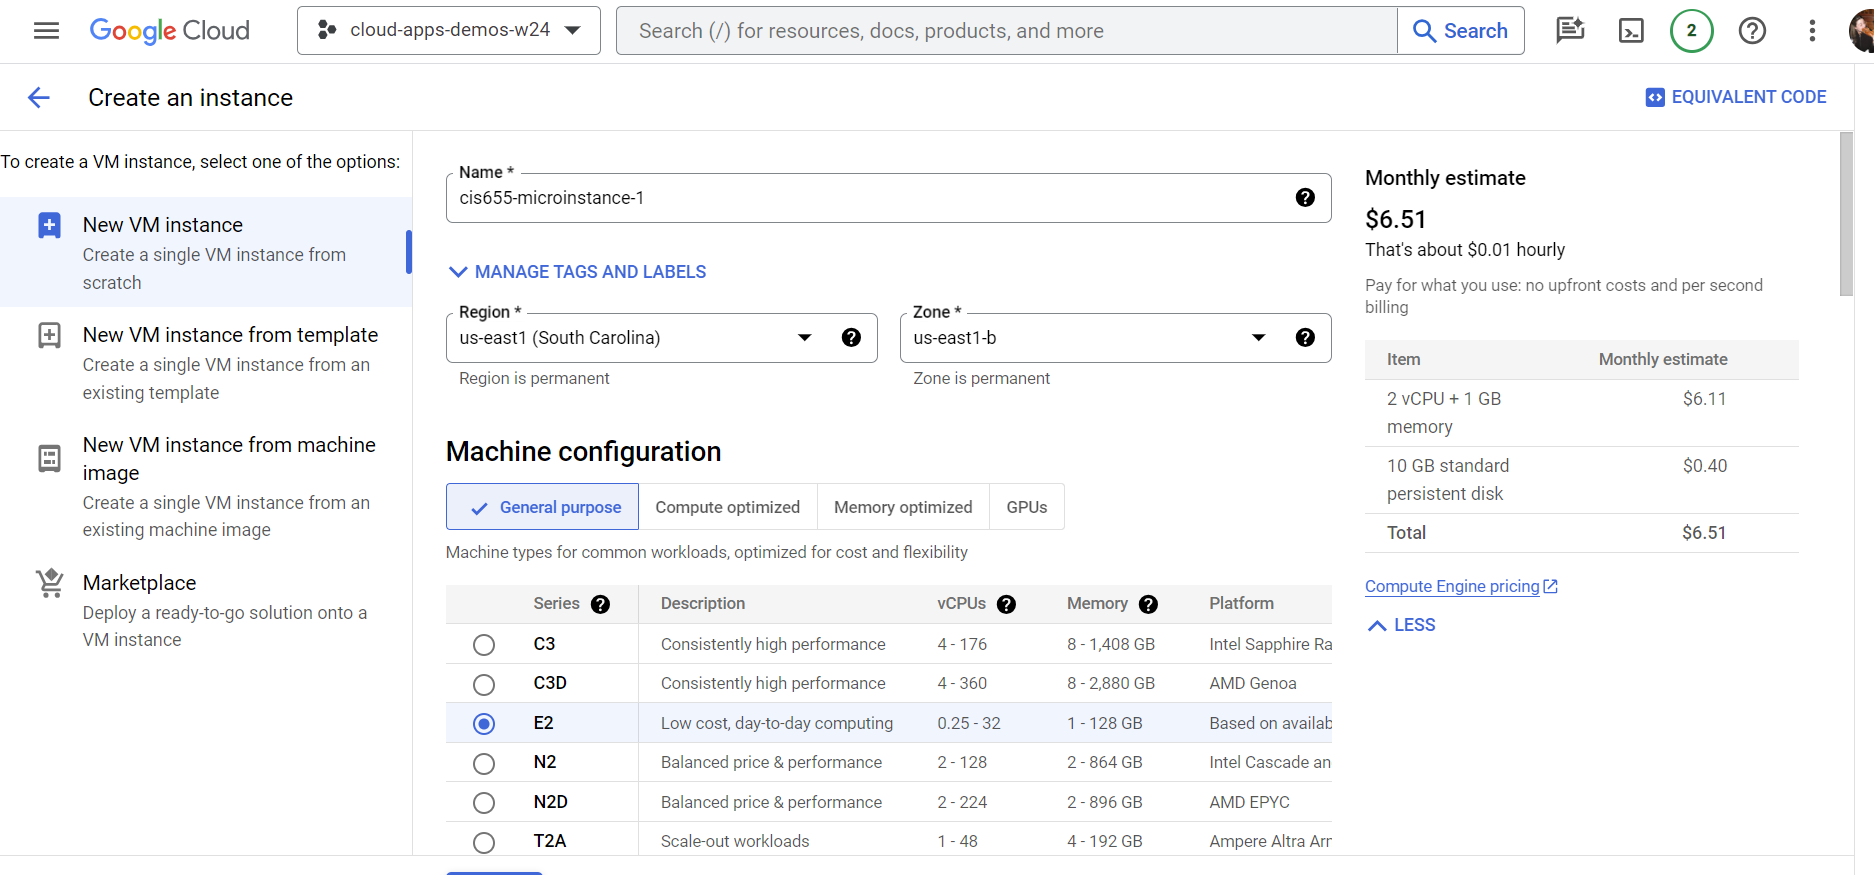 Google Cloud
cloud-apps-demos-w24
Search (/) for resources, docs, products, and more
Search
2
Create an instance
EQUIVALENT CODE
To create a VM instance, select one of the options:
New VM instance
Create a single VM instance from
scratch
New VM instance from template
Create a single VM instance from an
existing template
New VM instance from machine
image
Create a single VM instance from an
existing machine image
Marketplace
Deploy a ready-to-go solution onto a
VM instance
Name *
cis655-microinstance-1
MANAGE TAGS AND LABELS
Region *
us-east1 (South Carolina)
Region is permanent
Zone *
us-east1-b
Zone is permanent
Machine configuration
General purpose
Compute optimized
Memory optimized
GPUs
Machine types for common workloads, optimized for cost and flexibility
Series Description vCPUs Memory Platform
C3 Consistently high performance 4 - 176 8 - 1,408 GB Intel Sapphire Ra
C3D Consistently high performance 4 - 360 8 - 2,880 GB AMD Genoa
E2 Low cost, day-to-day computing 0.25 - 32 1 - 128 GB Based on availab
N2 Balanced price & performance 2 - 128 2 - 864 GB Intel Cascade an
N2D Balanced price & performance 2 - 224 2 - 896 GB AMD EPYC
T2A Scale-out workloads 1 - 48 4 - 192 GB Ampere Altra Arr
Monthly estimate
$6.51
That's about $0.01 hourly
Pay for what you use: no upfront costs and per second
billing
Item Monthly estimate
2 vCPU + 1 GB $6.11
memory
10 GB standard $0.40
persistent disk
Total $6.51
Compute Engine pricing
LESS